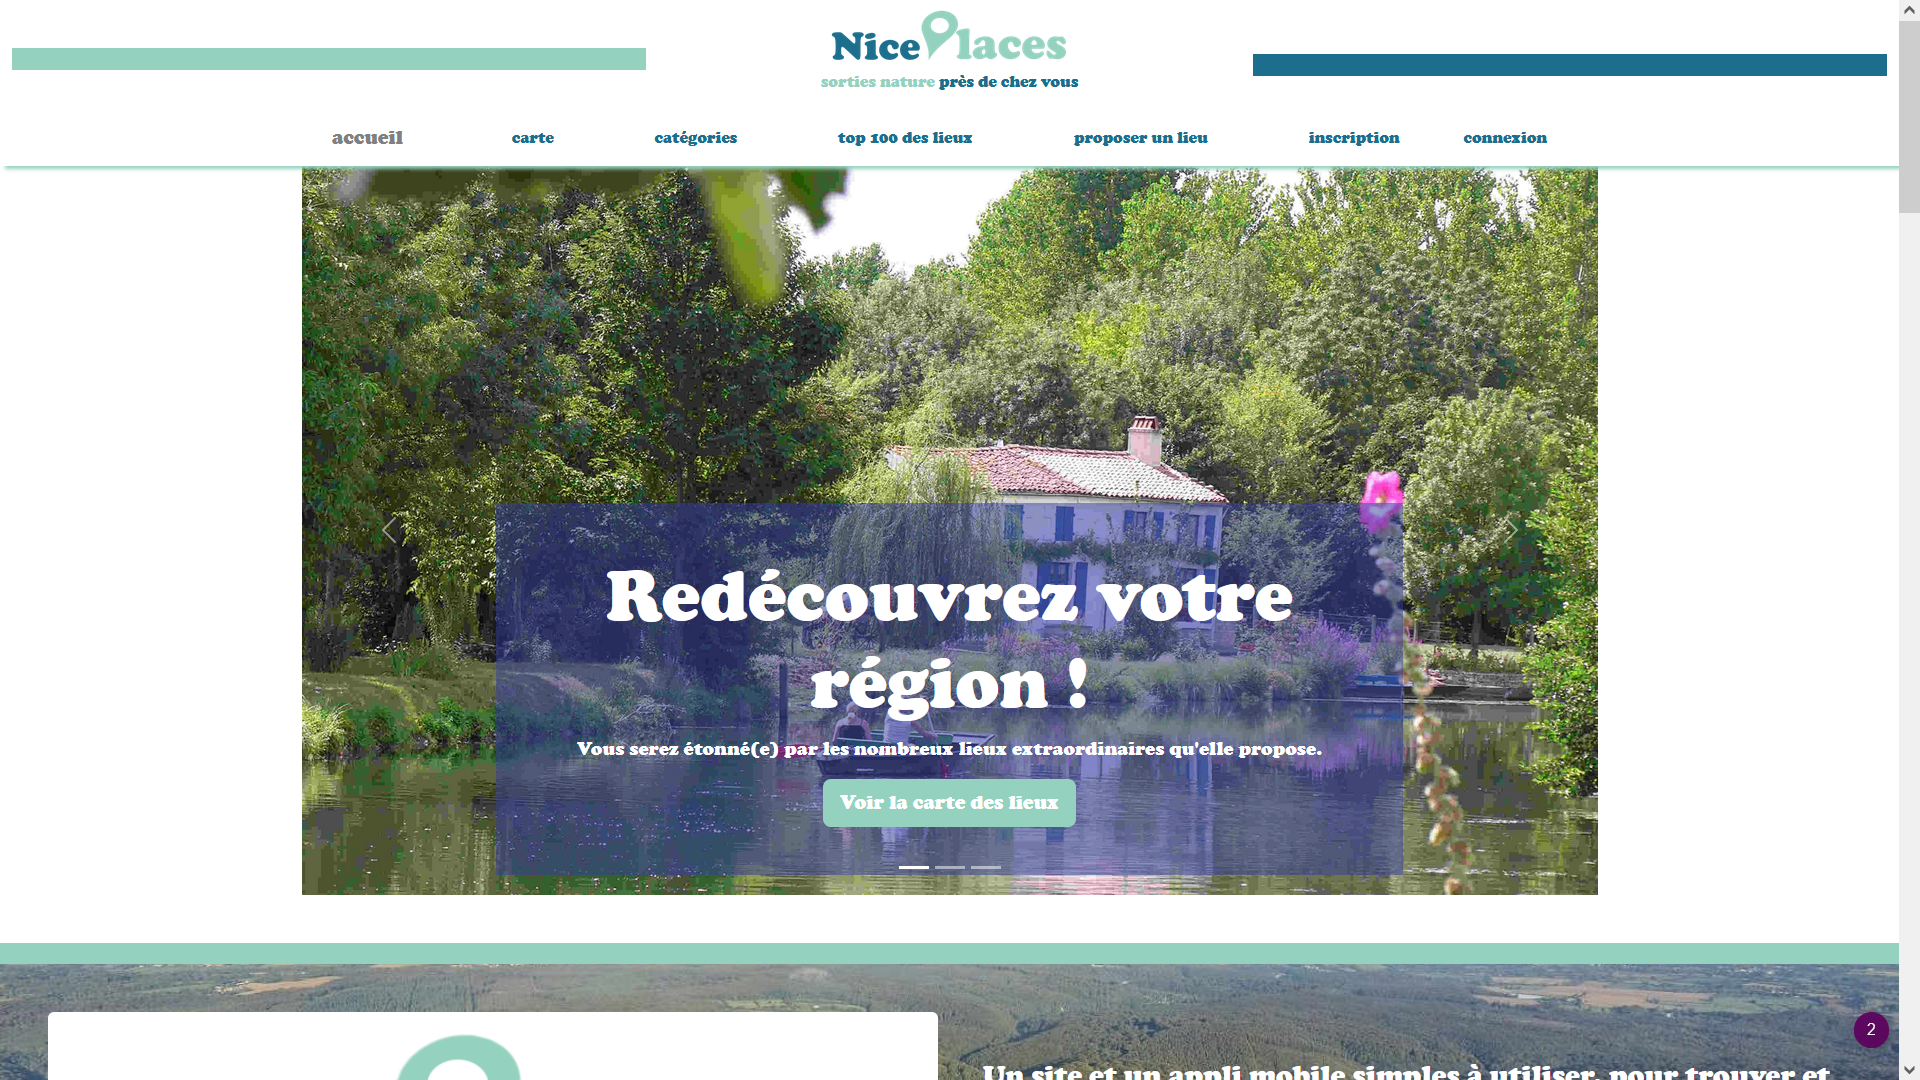 Nice Places
sorties nature près de chez vous
accueil
carte
catégories
top 100 des lieux
proposer un lieu
inscription
connexion
Redécouvrez votre
région !
Vous serez étonné(e) par les nombreux lieux extraordinaires qu'elle propose.
Voir la carte des lieux
2
Un site et un appli mobile simples à utiliser, pour trouver et